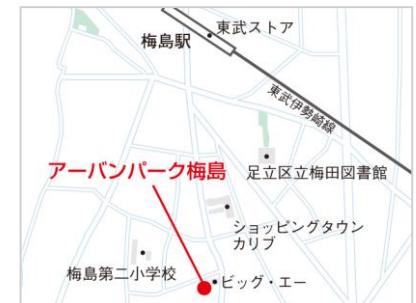 東武ストア
梅島駅
東武伊勢崎線
アーバンパーク梅島
足立区立梅田図書館
ショッピングタウン
カリブ
梅島第二小学校
ビッグ・エー